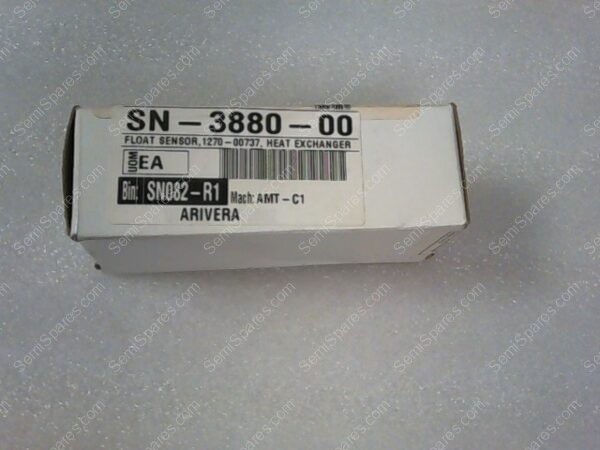 SN-3880-00
FLOAT SENSOR,1270-00737, HEAT EXCHANGER
UOM EA
Bin: SN082-R1 Mach: AMT-C1
ARIVERA
SemiSpares.com